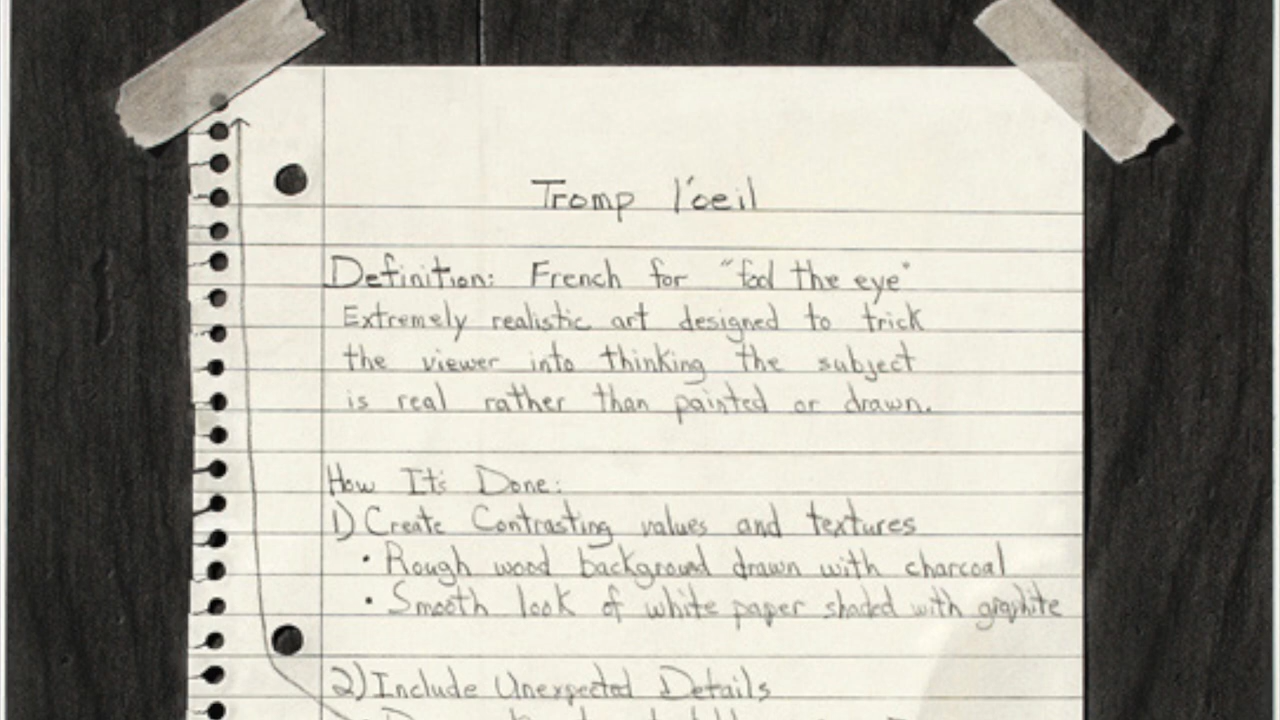 Tromp l'oeil
Definition: French for "fool the eye"
Extremely realistic art designed to trick
the viewer into thinking the subject
is real rather than painted or drawn.
How It's Done:
1) Create Contrasting values and textures
• Rough wood background drawn with charcoal
• Smooth look of white paper shaded with graphite
2) Include Unexpected Details